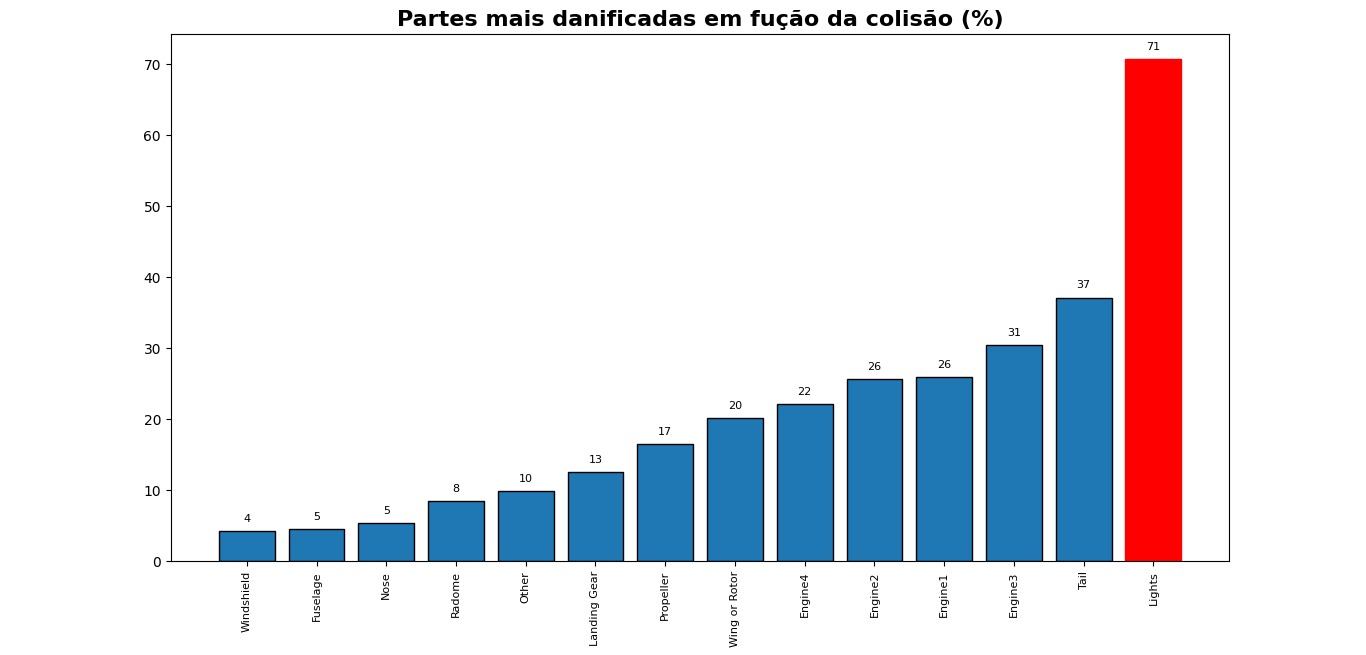 Partes mais danificadas em fução da colisão (%)
70
60
50
40
30
20
10
0
4
5
5
8
10
13
17
20
22
26
26
31
37
71
Windshield
Fuselage
Nose
Radome
Other
Landing Gear
Propeller
Wing or Rotor
Engine4
Engine2
Engine1
Engine3
Tail
Lights